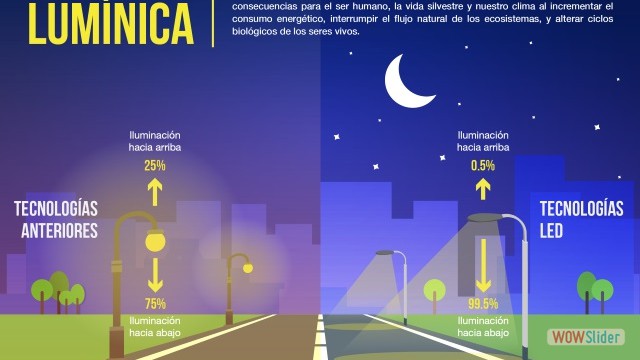 LUMÍNICA
consecuencias para el ser humano, la vida silvestre y nuestro clima al incrementar el
consumo energético, interrumpir el flujo natural de los ecosistemas, y alterar ciclos
biológicos de los seres vivos.
Iluminación
hacia arriba
25%
TECNOLOGÍAS
ANTERIORES
75%
Iluminación
hacia abajo
Iluminación
hacia arriba
0.5%
TECNOLOGÍAS
LED
99.5%
Iluminación
hacia abajo
WOWSlider